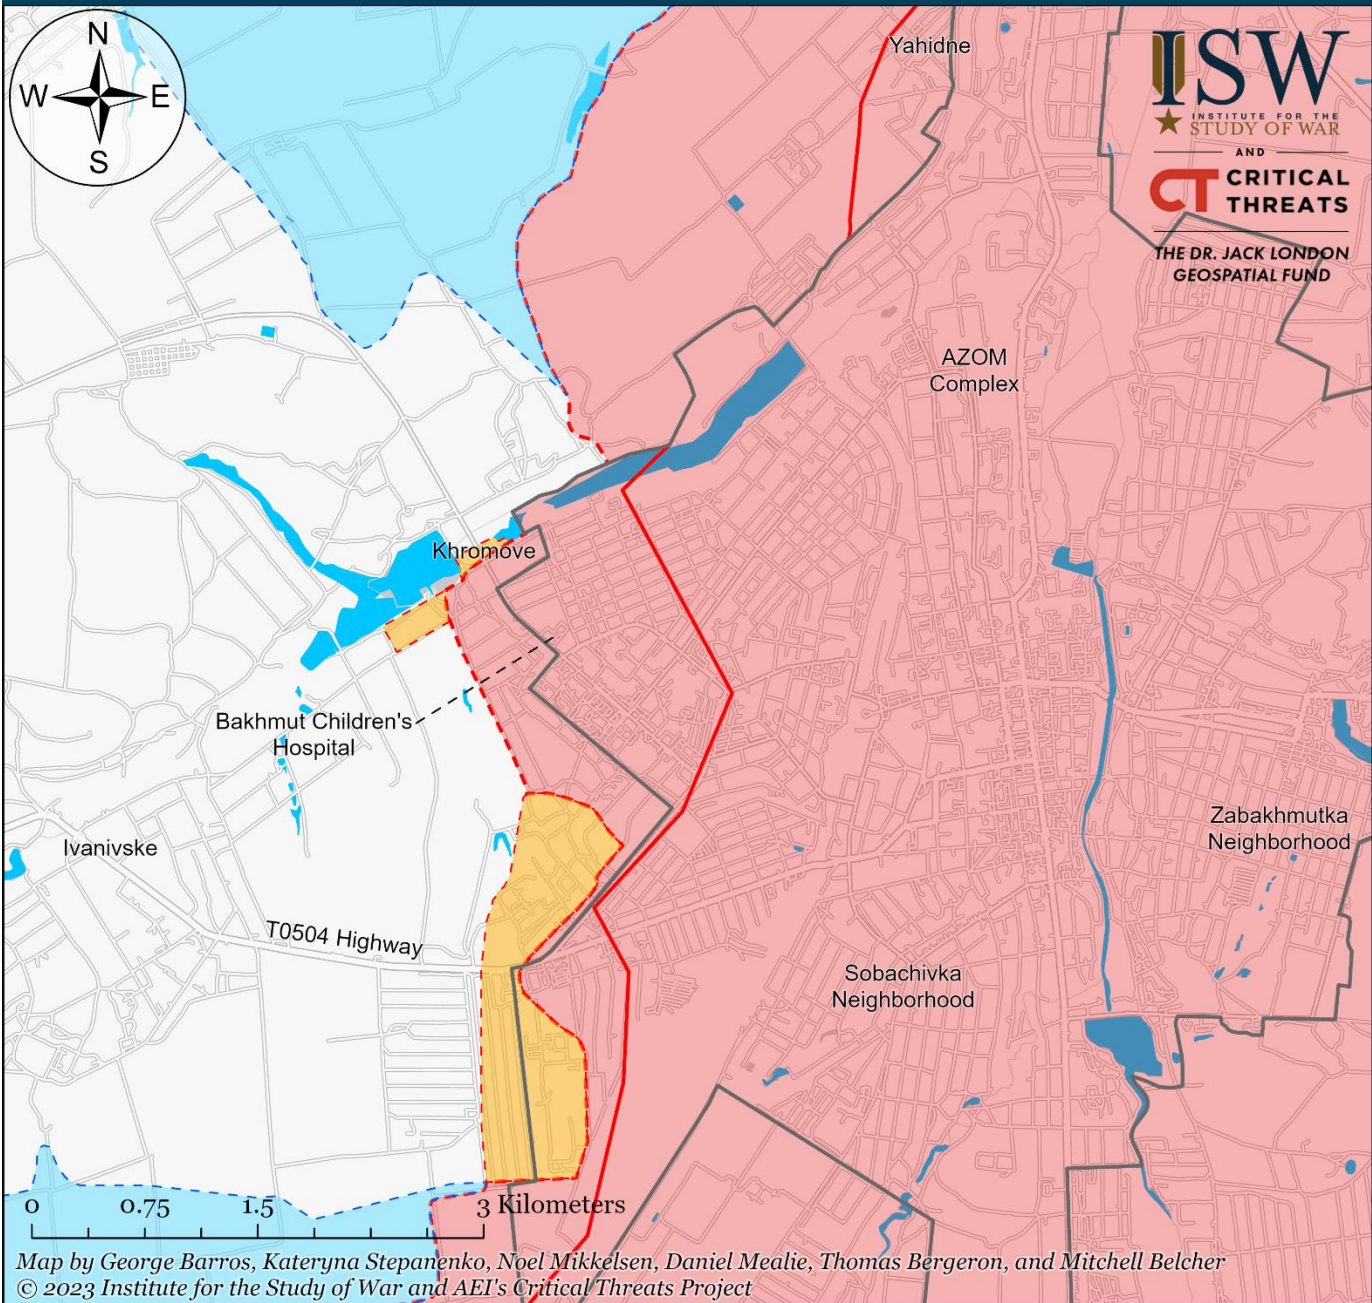 N
W
E
S
Yahidne
ISW
INSTITUTE FOR THE
STUDY OF WAR
AND
CT CRITICAL
THREATS
THE DR. JACK LONDON
GEOSPATIAL FUND
AZOM
Complex
Khromove
Bakhmut Children's
Hospital
Ivanivske
Zabakhmutka
Neighborhood
T0504 Highway
Sobachivka
Neighborhood
0 0.75 1.5 3 Kilometers
Map by George Barros, Kateryna Stepanenko, Noel Mikkelsen, Daniel Mealie, Thomas Bergeron, and Mitchell Belcher
© 2023 Institute for the Study of War and AEI's Critical Threats Project